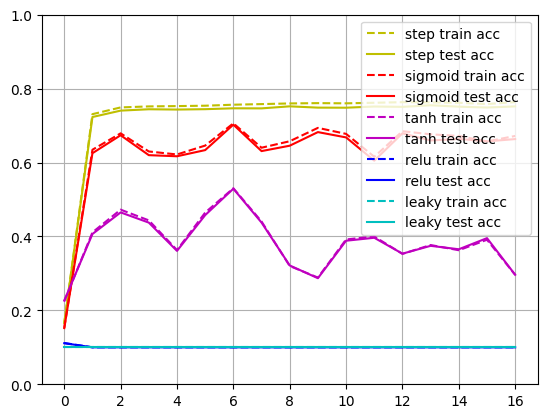 1.0
0.8
0.6
0.4
0.2
0.0
step train acc
step test acc
sigmoid train acc
sigmoid test acc
tanh train acc
tanh test acc
relu train acc
relu test acc
leaky train acc
leaky test acc
0 2 4 6 8 10 12 14 16